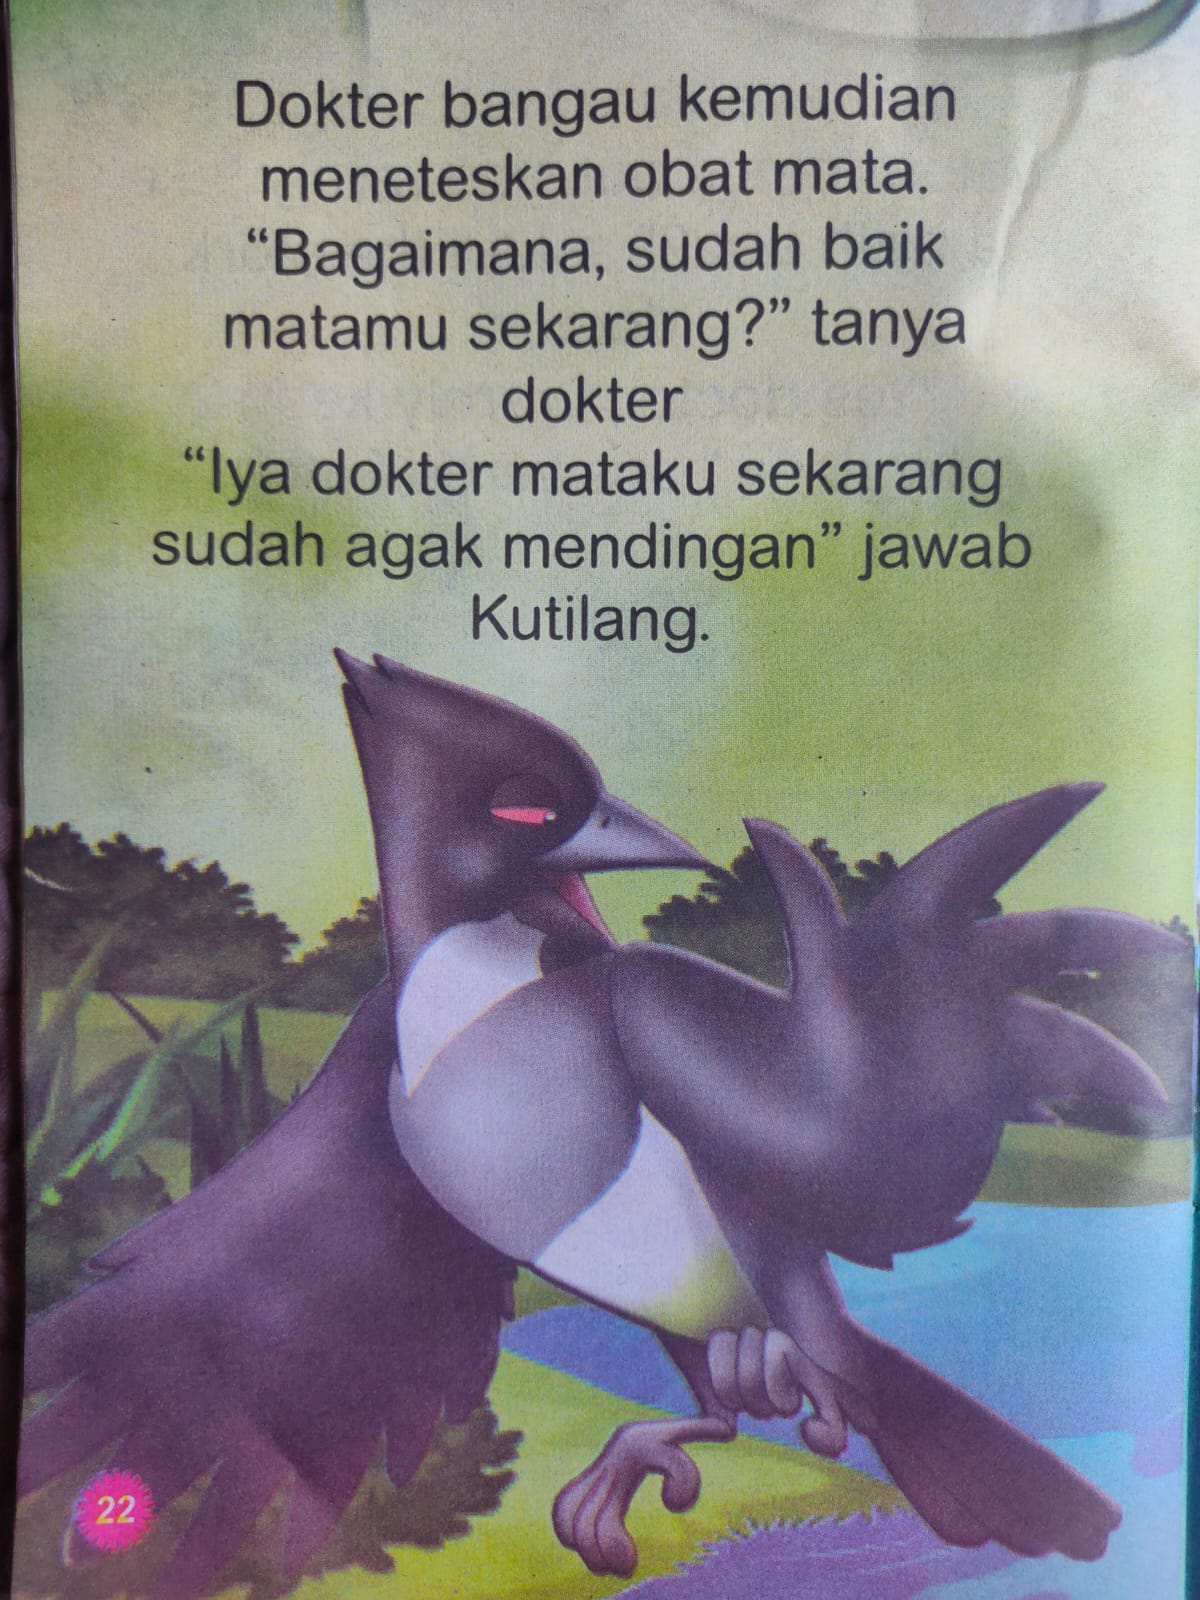 Dokter bangau kemudian
meneteskan obat mata.
“Bagaimana, sudah baik
matamu sekarang?” tanya
dokter
“Iya dokter mataku sekarang
sudah agak mendingan” jawab
Kutilang.
22